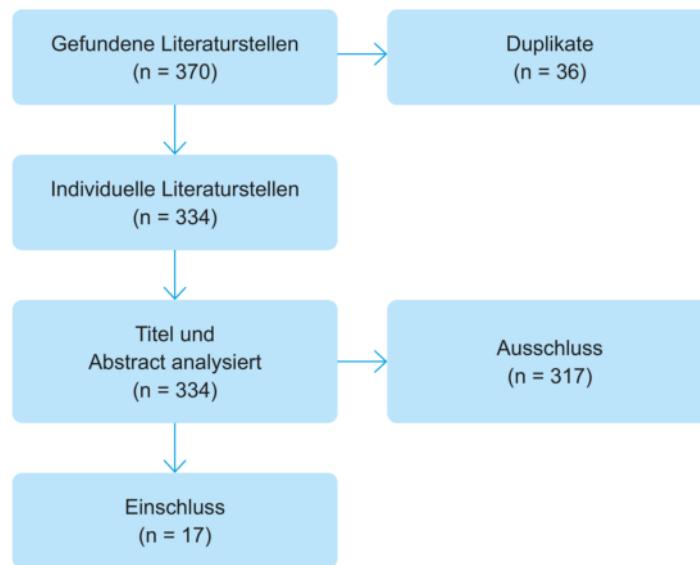 Gefundene Literaturstellen
(n = 370)
Duplikate
(n = 36)
Individuelle Literaturstellen
(n = 334)
Titel und
Abstract analysiert
(n = 334)
Ausschluss
(n = 317)
Einschluss
(n = 17)